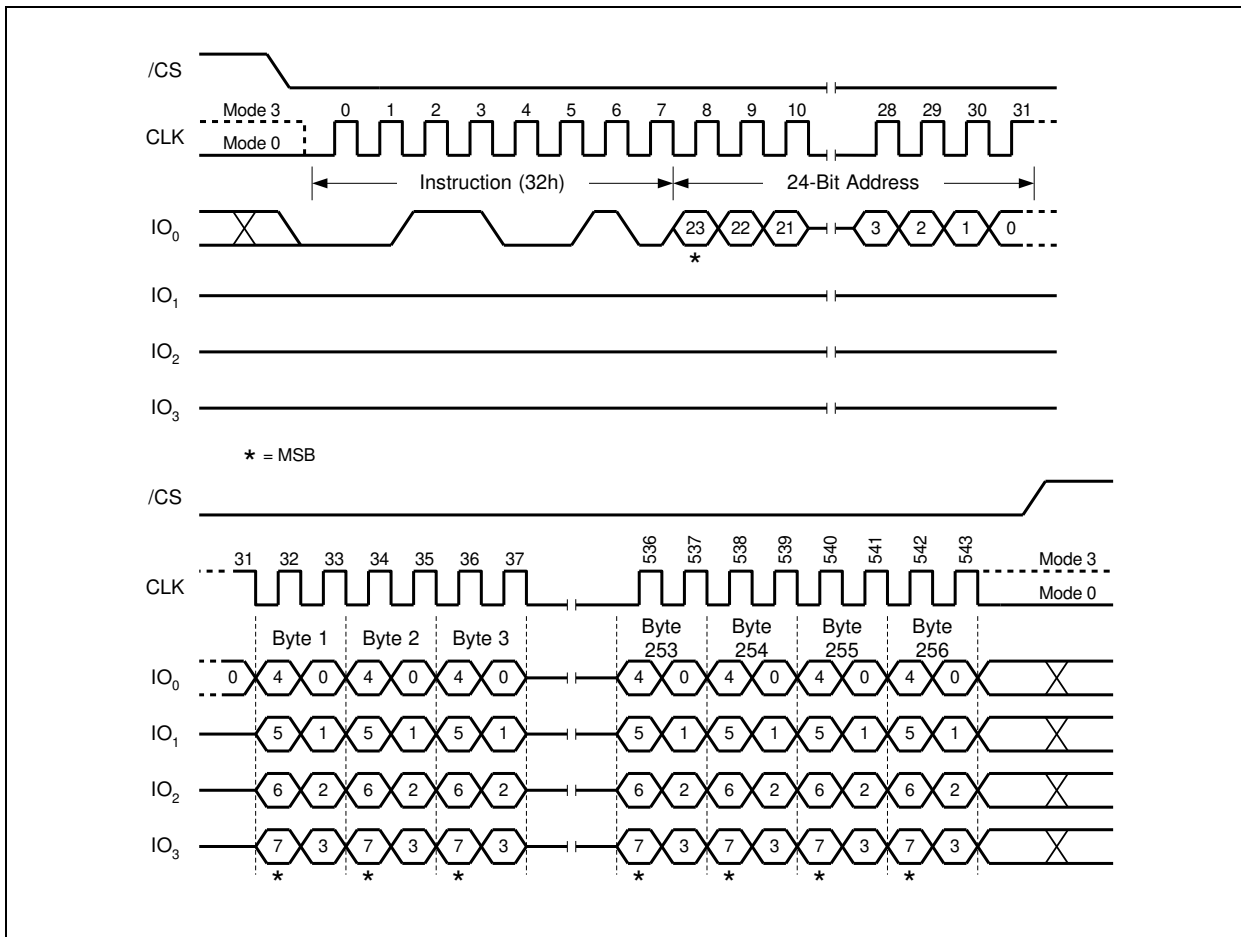 /CS
Mode 3 0 1 2 3 4 5 6 7 8 9 10 28 29 30 31
CLK
Mode 0
Instruction (32h) 24-Bit Address
IO0 23 22 21 3 2 1 0
*
IO1
IO2
IO3
* = MSB
/CS
31 32 33 34 35 36 37 536 537 538 539 540 541 542 543 Mode 3
CLK
Mode 0
Byte 1 Byte 2 Byte 3 Byte 253 Byte 254 Byte 255 Byte 256
IO0 0 4 0 4 0 4 0 4 0 4 0 4 0 4 0
IO1 5 1 5 1 5 1 5 1 5 1 5 1 5 1
IO2 6 2 6 2 6 2 6 2 6 2 6 2 6 2
IO3 7 3 7 3 7 3 7 3 7 3 7 3 7 3
* * * * * * *